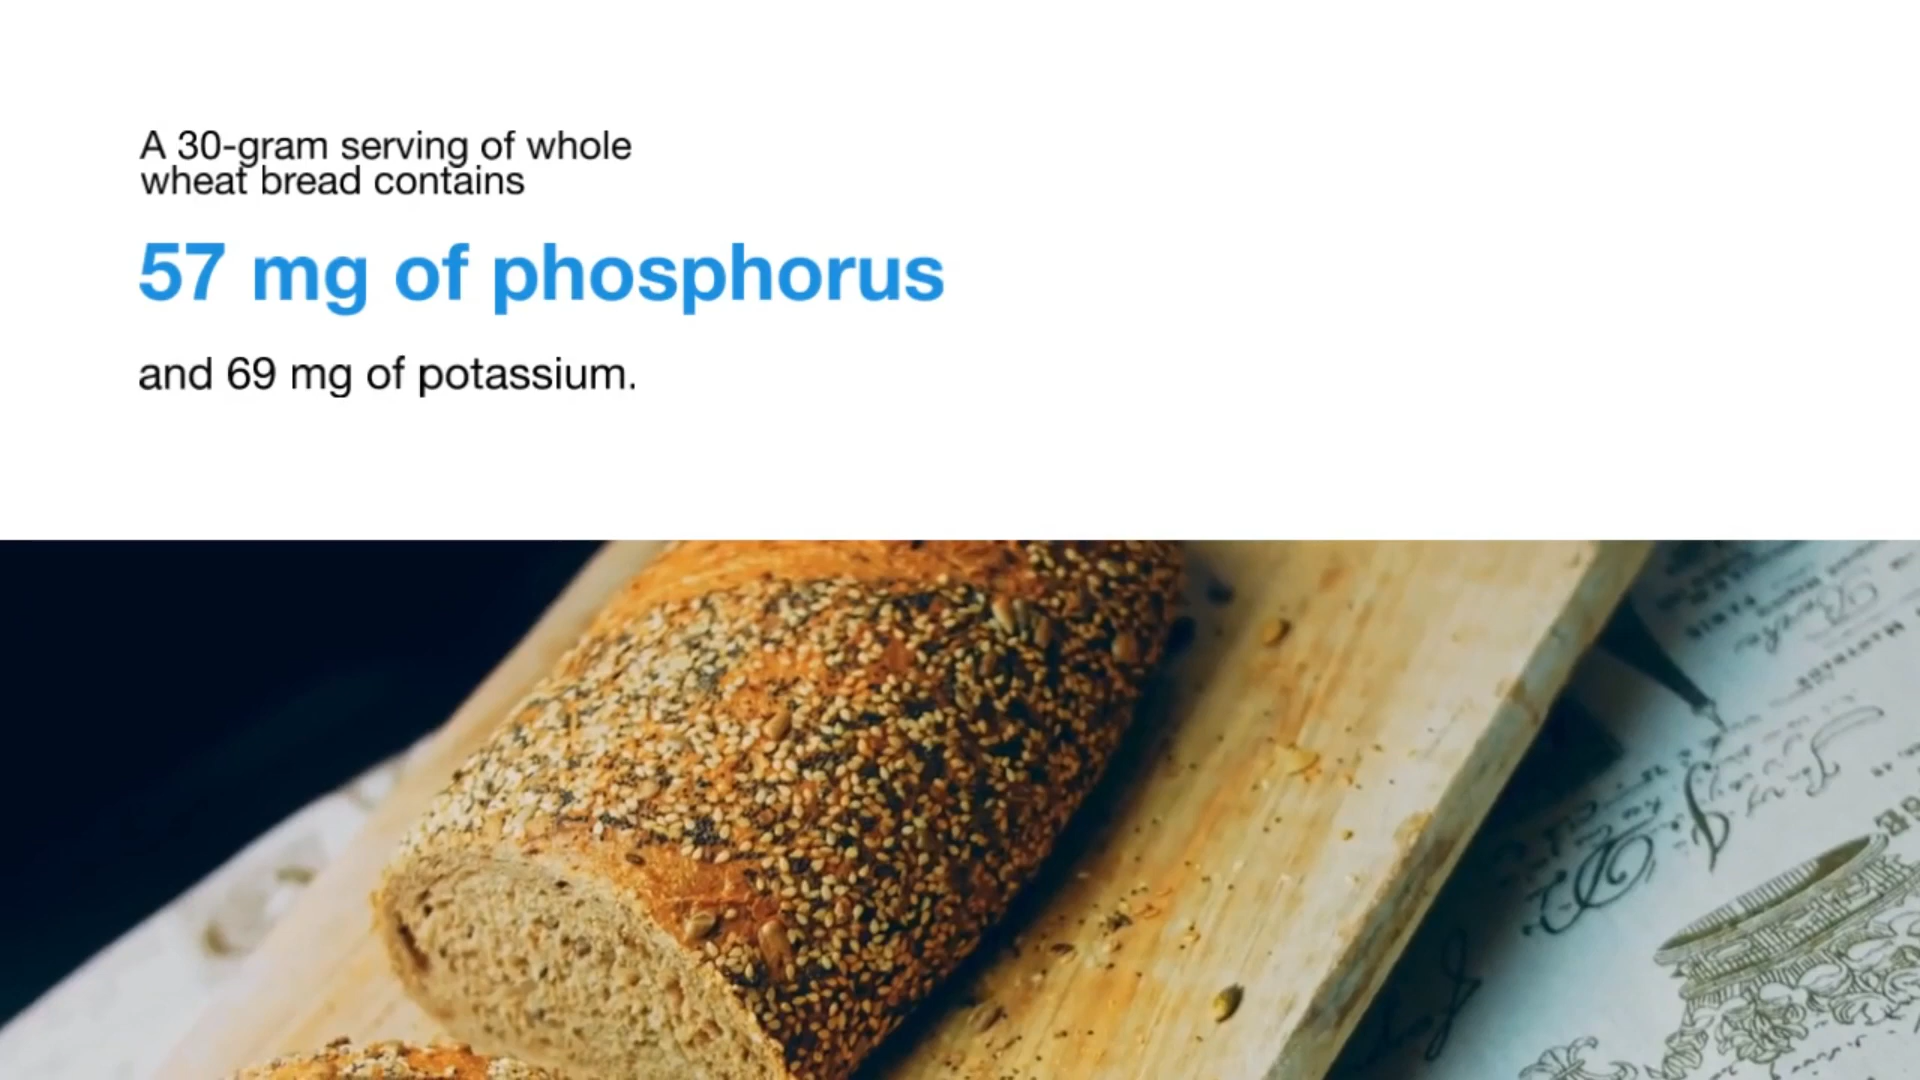 A 30-gram serving of whole
wheat bread contains
57 mg of phosphorus
and 69 mg of potassium.